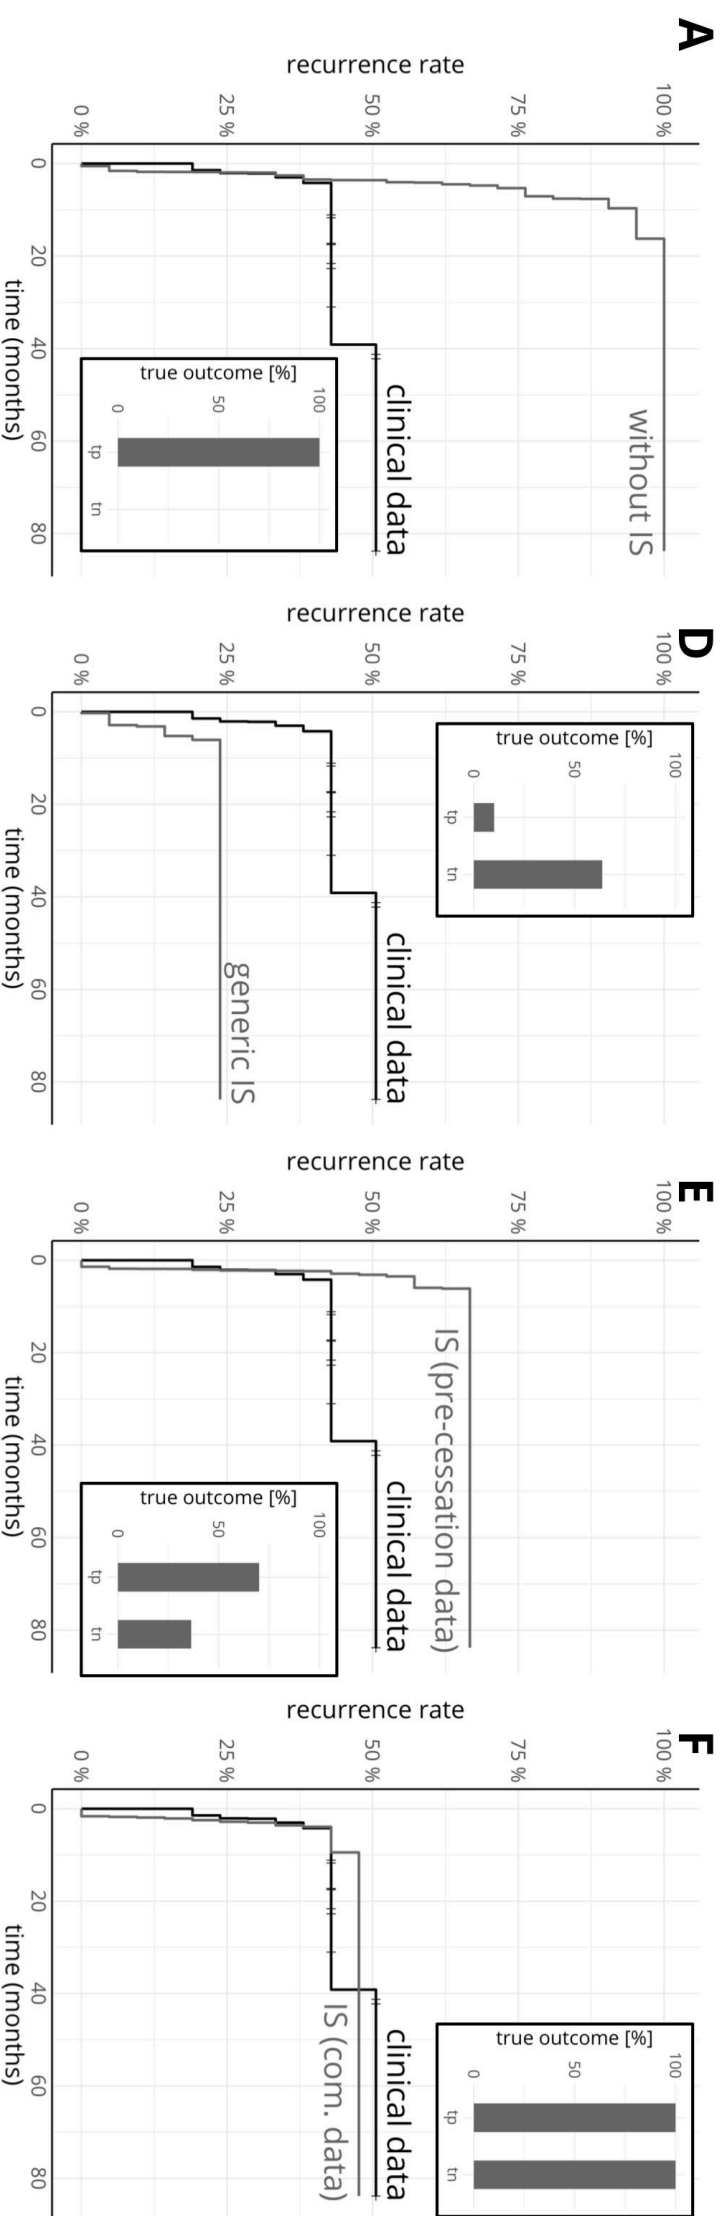 A
recurrence rate
100 %
75 %
50 %
25 %
0 %
0
20
40
60
80
time (months)
without IS
clinical data
true outcome [%]
100
50
0
tp
tn
D
recurrence rate
100 %
75 %
50 %
25 %
0 %
0
20
40
60
80
time (months)
clinical data
generic IS
true outcome [%]
100
50
0
tp
tn
E
recurrence rate
100 %
75 %
50 %
25 %
0 %
0
20
40
60
80
time (months)
IS (pre-cessation data)
clinical data
true outcome [%]
100
50
0
tp
tn
F
recurrence rate
100 %
75 %
50 %
25 %
0 %
0
20
40
60
80
time (months)
clinical data
IS (com. data)
true outcome [%]
100
50
0
tp
tn